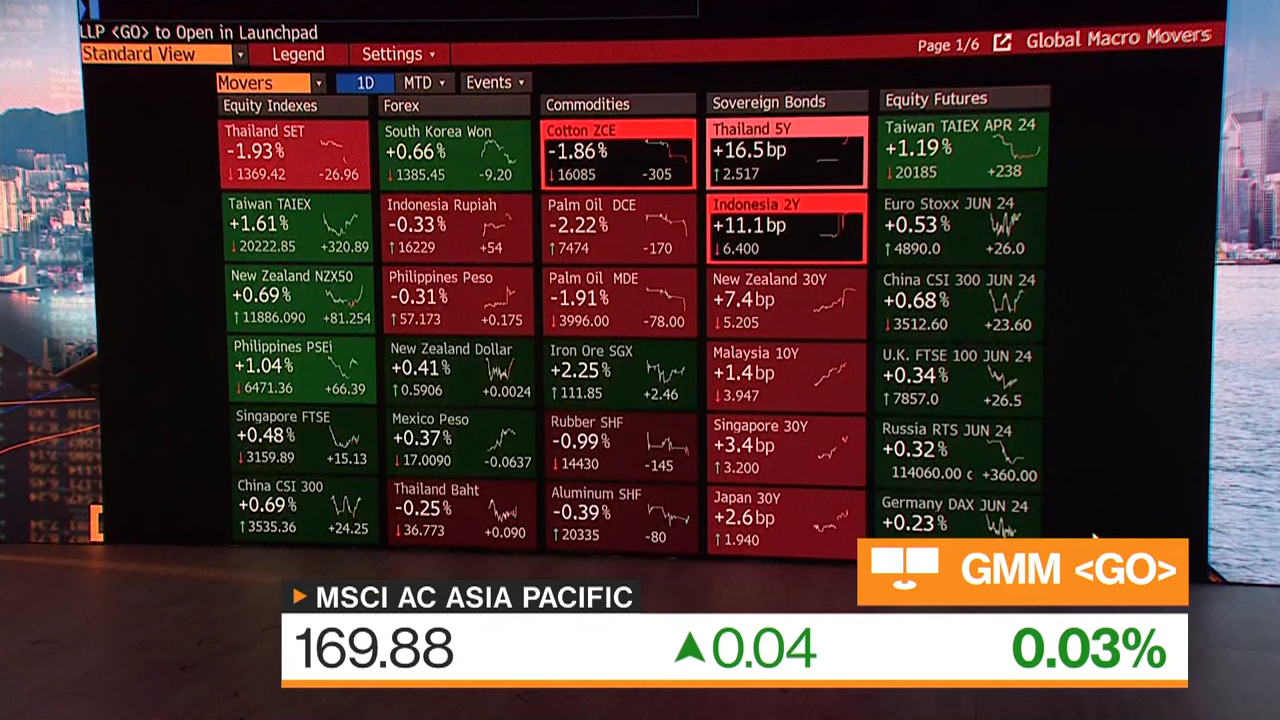 LLP <GO> to Open in Launchpad
Standard View Legend Settings Page 1/6 Global Macro Movers
Movers 1D MTD Events
Equity Indexes
Thailand SET
-1.93%
↓1369.42 -26.96
Taiwan TAIEX
+1.61%
↓20222.85 +320.89
New Zealand NZX50
+0.69%
↑11886.090 +81.254
Philippines PSEi
+1.04%
↓6471.36 +66.39
Singapore FTSE
+0.48%
↓3159.89 +15.13
China CSI 300
+0.69%
↑3535.36 +24.25
Forex
South Korea Won
+0.66%
↓1385.45 -9.20
Indonesia Rupiah
-0.33%
↑16229 +54
Philippines Peso
-0.31%
↑57.173 +0.175
New Zealand Dollar
+0.41%
↑0.5906 +0.0024
Mexico Peso
+0.37%
↓17.0090 -0.0637
Thailand Baht
-0.25%
↓36.773 +0.090
Commodities
Cotton ZCE
-1.86%
↓16085 -305
Palm Oil DCE
-2.22%
↑7474 -170
Palm Oil MDE
-1.91%
↓3996.00 -78.00
Iron Ore SGX
+2.25%
↑111.85 +2.46
Rubber SHF
-0.99%
↓14430 -145
Aluminum SHF
-0.39%
↑20335 -80
Sovereign Bonds
Thailand 5Y
+16.5bp
↑2.517
Indonesia 2Y
+11.1bp
↓6.400
New Zealand 30Y
+7.4bp
↓5.205
Malaysia 10Y
+1.4bp
↓3.947
Singapore 30Y
+3.4bp
↑3.200
Japan 30Y
+2.6bp
↑1.940
Equity Futures
Taiwan TAIEX APR 24
+1.19%
↓20185 +238
Euro Stoxx JUN 24
+0.53%
↑4890.0 +26.0
China CSI 300 JUN 24
+0.68%
↓3512.60 +23.60
U.K. FTSE 100 JUN 24
+0.34%
↑7857.0 +26.5
Russia RTS JUN 24
+0.32%
114060.00 c +360.00
Germany DAX JUN 24
+0.23%
GMM <GO>
MSCI AC ASIA PACIFIC
169.88 ▲0.04 0.03%